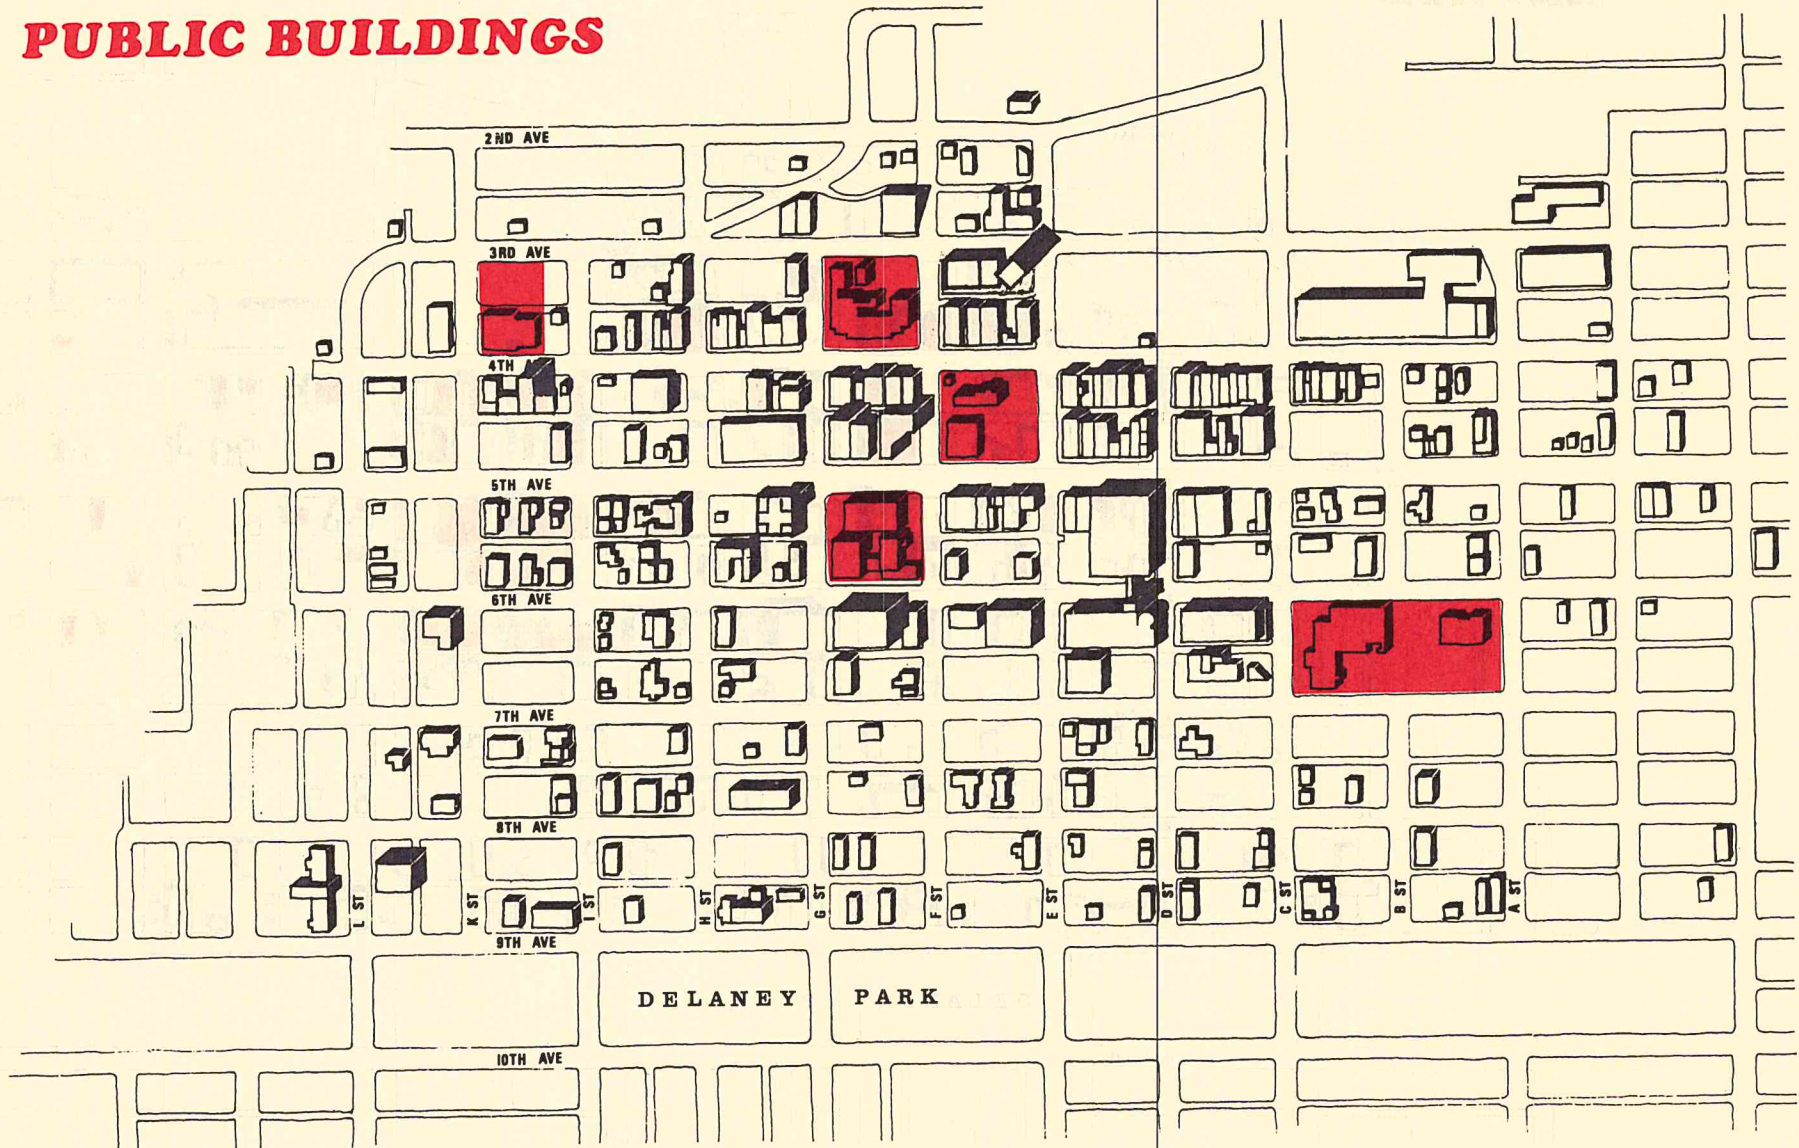 PUBLIC BUILDINGS
2ND AVE
3RD AVE
4TH A
5TH AVE
6TH AVE
7TH AVE
8TH AVE
L ST
K ST
I ST
H ST
G ST
F ST
E ST
D ST
C ST
B ST
A ST
9TH AVE
DELANEY PARK
10TH AVE